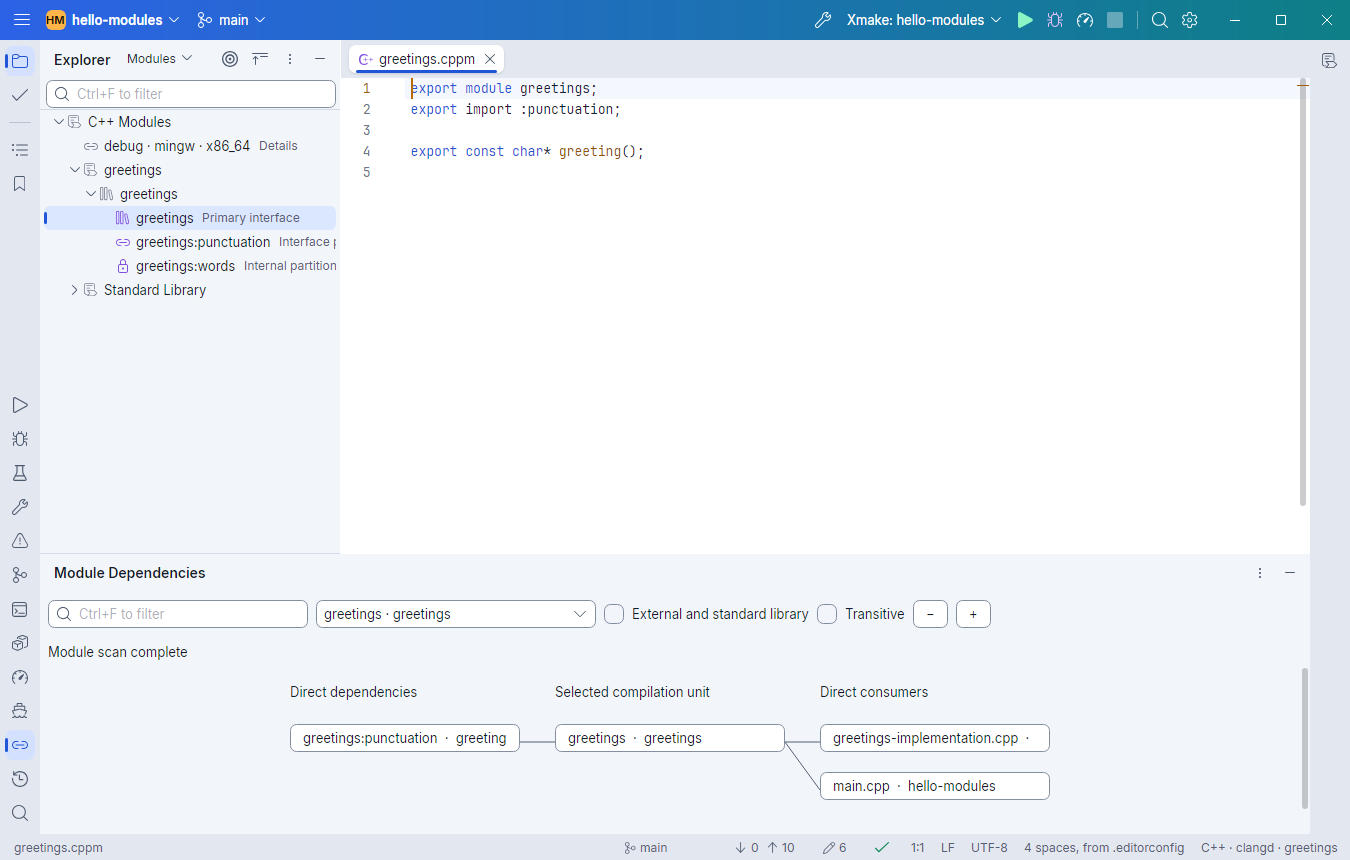 HM hello-modules main Xmake: hello-modules
Explorer Modules
greetings.cppm
Ctrl+F to filter
C++ Modules
debug · mingw · x86_64 Details
greetings
greetings
greetings Primary interface
greetings:punctuation Interface
greetings:words Internal partition
Standard Library
1 export module greetings;
2 export import :punctuation;
3
4 export const char* greeting();
5
Module Dependencies
Ctrl+F to filter greetings · greetings External and standard library Transitive - +
Module scan complete
Direct dependencies Selected compilation unit Direct consumers
greetings:punctuation · greeting greetings · greetings greetings-implementation.cpp ·
main.cpp · hello-modules
greetings.cppm main 0 10 6 1:1 LF UTF-8 4 spaces, from .editorconfig C++ · clangd · greetings